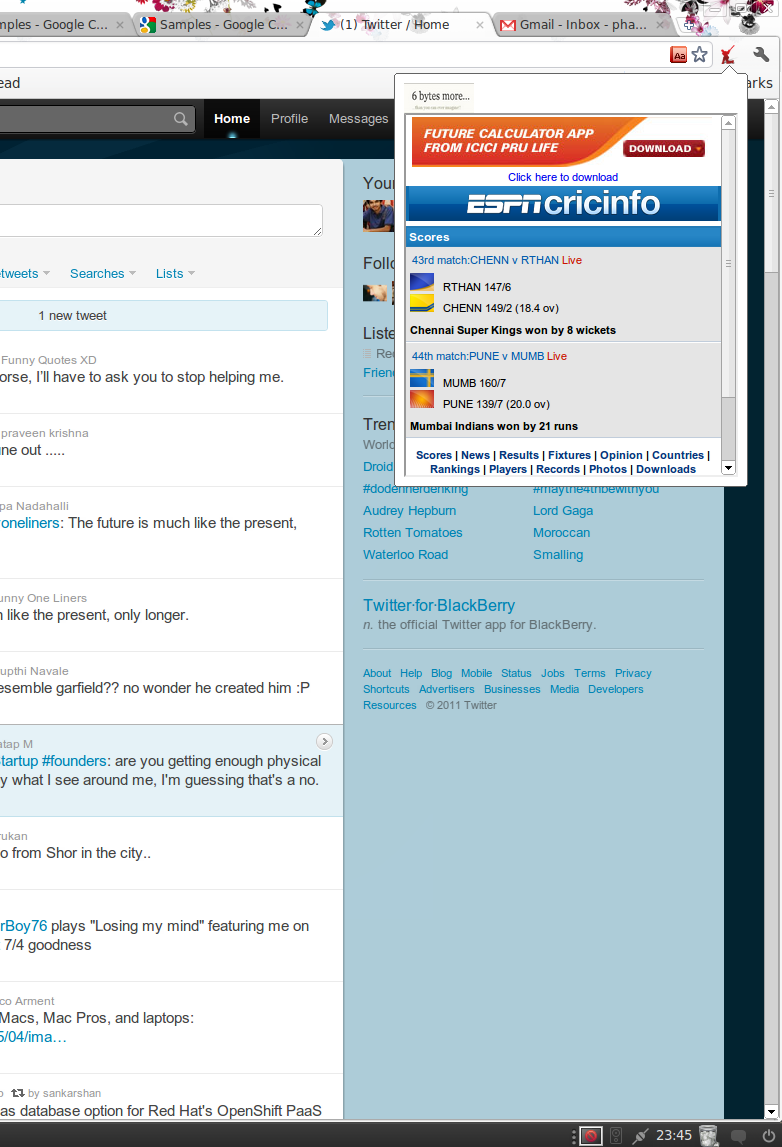 mples - Google C...
Samples - Google C...
(1) Twitter / Home
Gmail - Inbox - pha...
Aa
ead
arks
Home
Profile
Messages
6 bytes more...
FUTURE CALCULATOR APP
FROM ICICI PRU LIFE
DOWNLOAD
Click here to download
ESPN cricinfo
Scores
43rd match:CHENN v RTHAN Live
RTHAN 147/6
CHENN 149/2 (18.4 ov)
Chennai Super Kings won by 8 wickets
44th match:PUNE v MUMB Live
MUMB 160/7
PUNE 139/7 (20.0 ov)
Mumbai Indians won by 21 runs
Scores | News | Results | Fixtures | Opinion | Countries |
Rankings | Players | Records | Photos | Downloads
etweets
Searches
Lists
1 new tweet
Funny Quotes XD
orse, I'll have to ask you to stop helping me.
praveen krishna
ne out .....
pa Nadahalli
oneliners: The future is much like the present,
unny One Liners
h like the present, only longer.
upthi Navale
esemble garfield?? no wonder he created him :P
atap M
tartup #founders: are you getting enough physical
y what I see around me, I'm guessing that's a no.
rukan
o from Shor in the city..
rBoy76 plays "Losing my mind" featuring me on
7/4 goodness
co Arment
Macs, Mac Pros, and laptops:
5/04/ima…
by sankarshan
as database option for Red Hat's OpenShift PaaS
You
Follo
Liste
Rec
Frien
Tren
World
Droid
#dodenherdenking
#maythe4thbewithyou
Audrey Hepburn
Lord Gaga
Rotten Tomatoes
Moroccan
Waterloo Road
Smalling
Twitter·for·BlackBerry
n. the official Twitter app for BlackBerry.
About Help Blog Mobile Status Jobs Terms Privacy
Shortcuts Advertisers Businesses Media Developers
Resources © 2011 Twitter
23:45